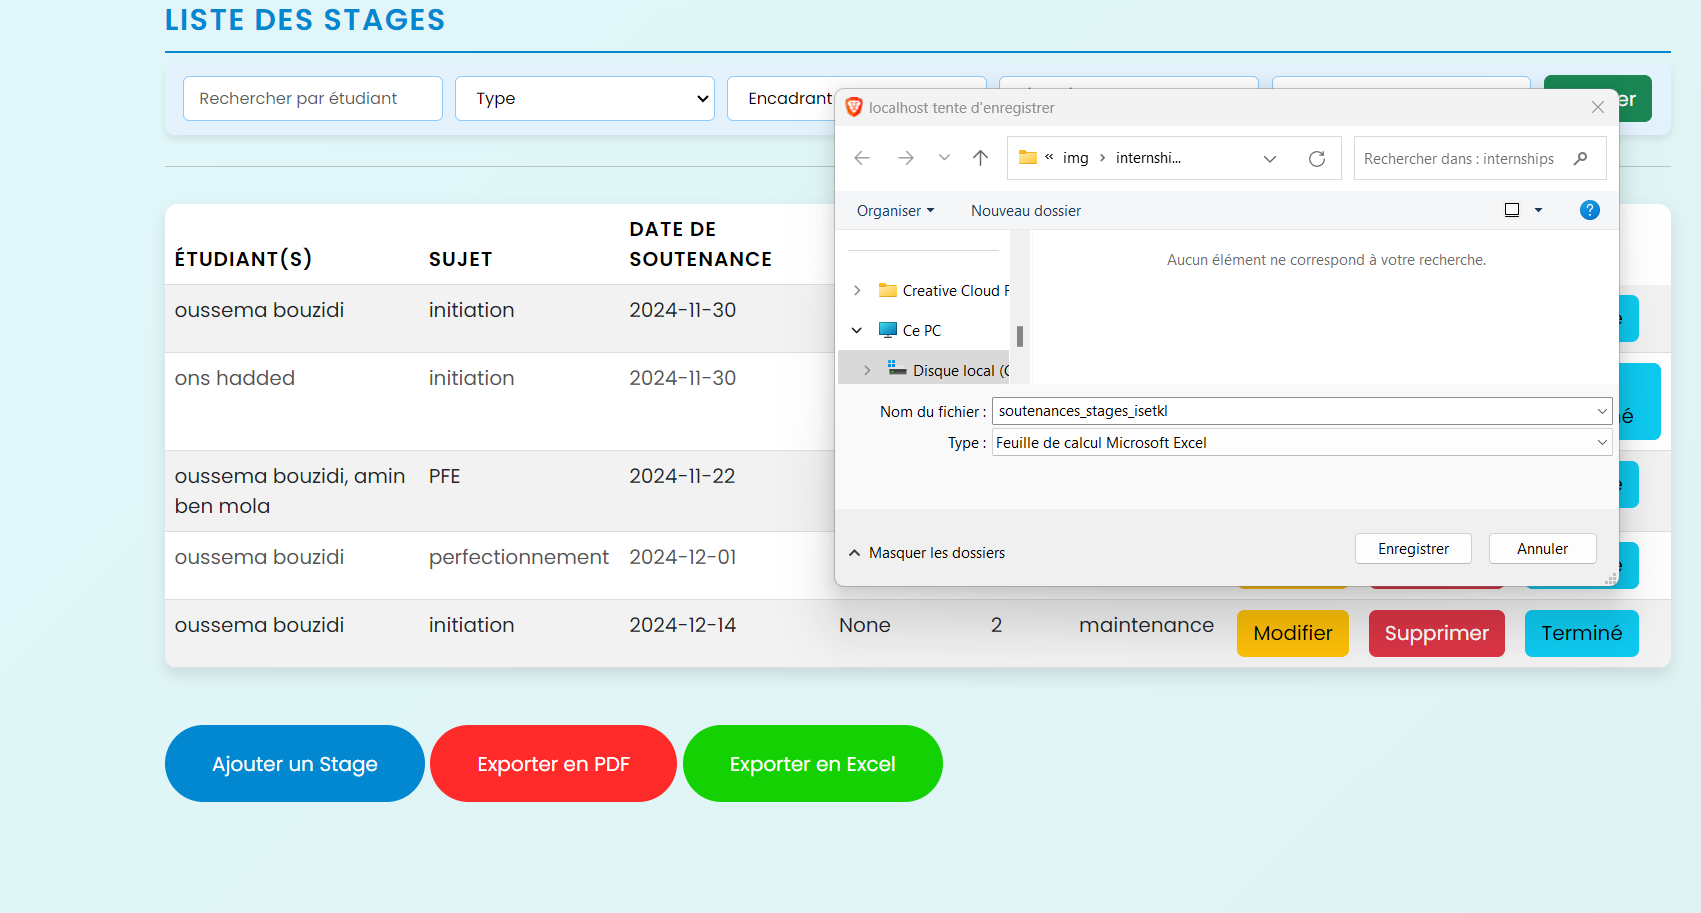 LISTE DES STAGES
Rechercher par étudiant
Type
Encadrant
er
localhost tente d'enregistrer
« img › internshi...
Rechercher dans : internships
Organiser
Nouveau dossier
?
Aucun élément ne correspond à votre recherche.
Creative Cloud F
Ce PC
Disque local (C
Nom du fichier : soutenances_stages_isetkl
Type : Feuille de calcul Microsoft Excel
Masquer les dossiers
Enregistrer
Annuler
ÉTUDIANT(S) SUJET DATE DE SOUTENANCE
oussema bouzidi initiation 2024-11-30
ons hadded initiation 2024-11-30
é
oussema bouzidi, amin PFE 2024-11-22
ben mola
oussema bouzidi perfectionnement 2024-12-01
oussema bouzidi initiation 2024-12-14 None 2 maintenance Modifier Supprimer Terminé
Ajouter un Stage
Exporter en PDF
Exporter en Excel